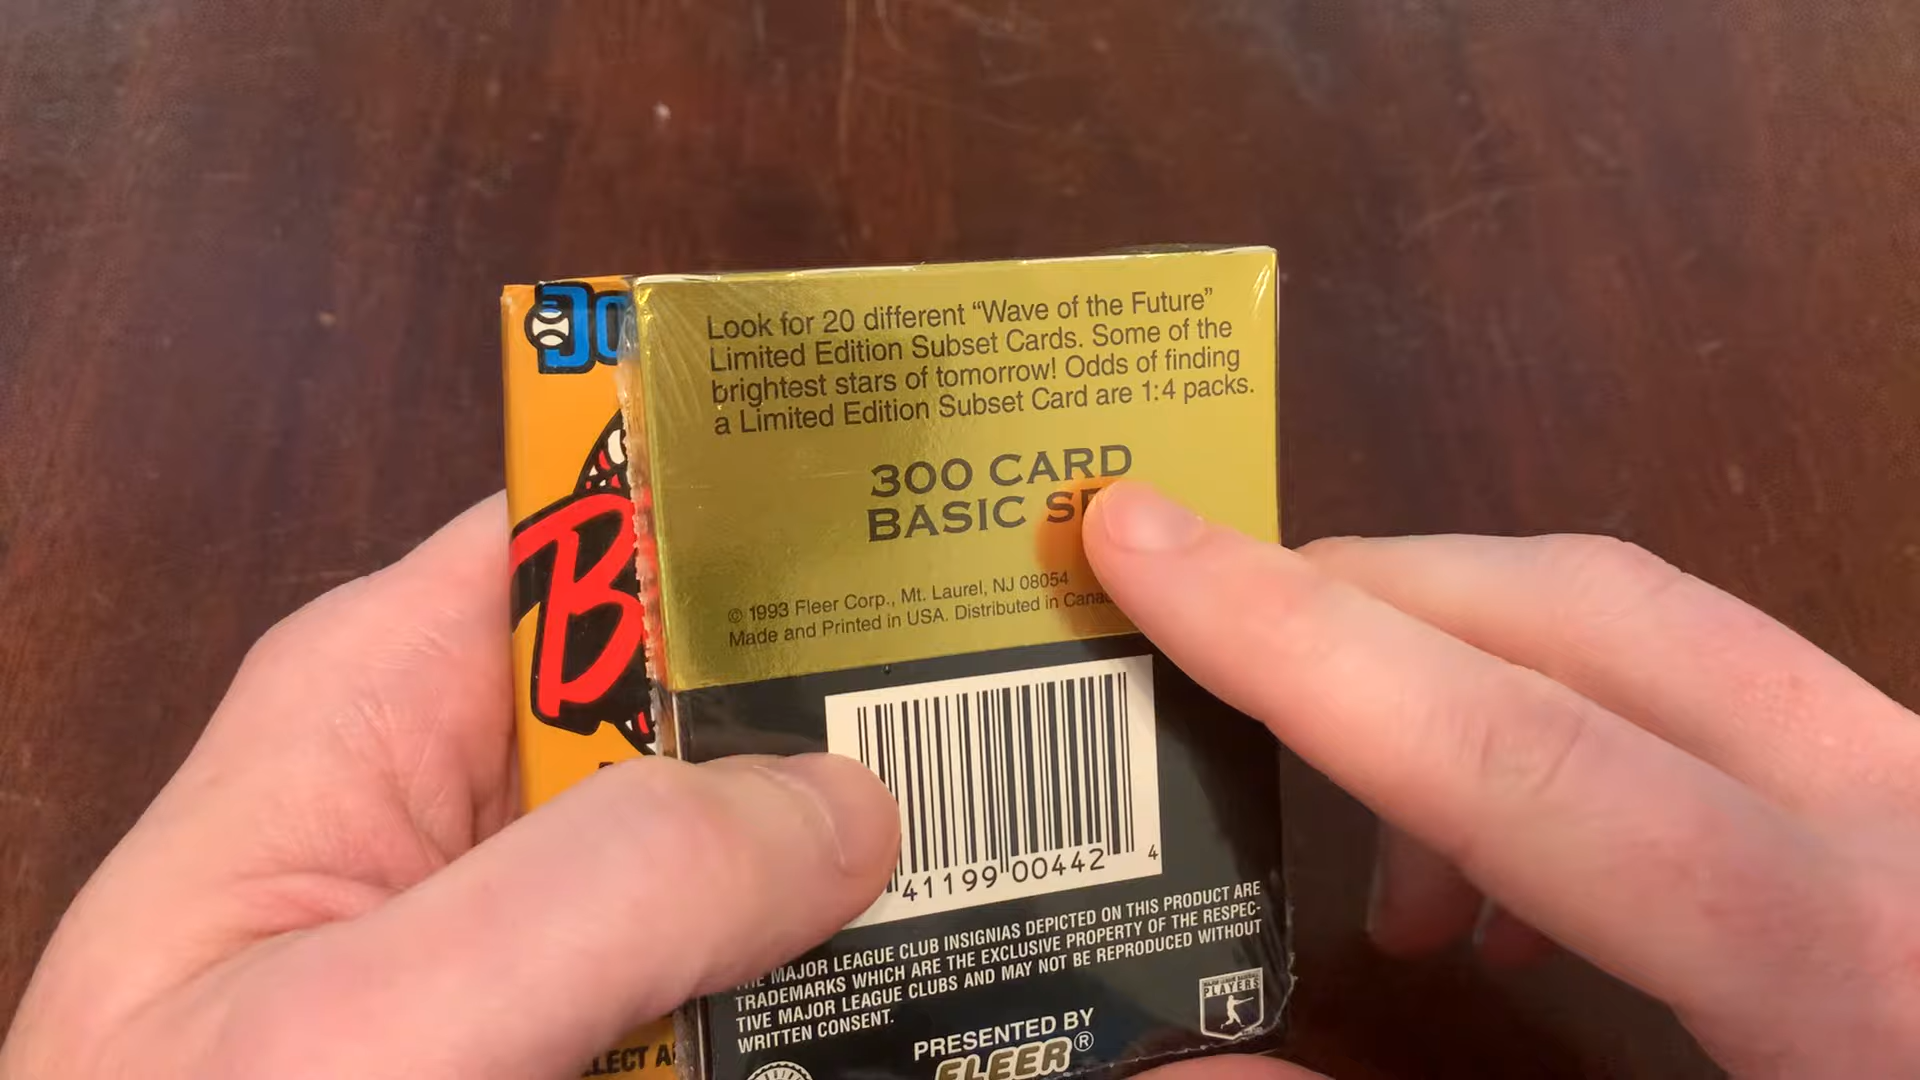 Look for 20 different “Wave of the Future”
Limited Edition Subset Cards. Some of the
brightest stars of tomorrow! Odds of finding
a Limited Edition Subset Card are 1:4 packs.
300 CARD
BASIC
© 1993 Fleer Corp., Mt. Laurel, NJ 08054
Made and Printed in USA. Distributed in
41199 00442 4
MAJOR LEAGUE CLUB INSIGNIAS DEPICTED ON THIS PRODUCT ARE
TRADEMARKS WHICH ARE THE EXCLUSIVE PROPERTY OF THE RESPEC-
TIVE MAJOR LEAGUE CLUBS AND MAY NOT BE REPRODUCED WITHOUT
WRITTEN CONSENT.
PLAYERS
PRESENTED BY
FLEER®